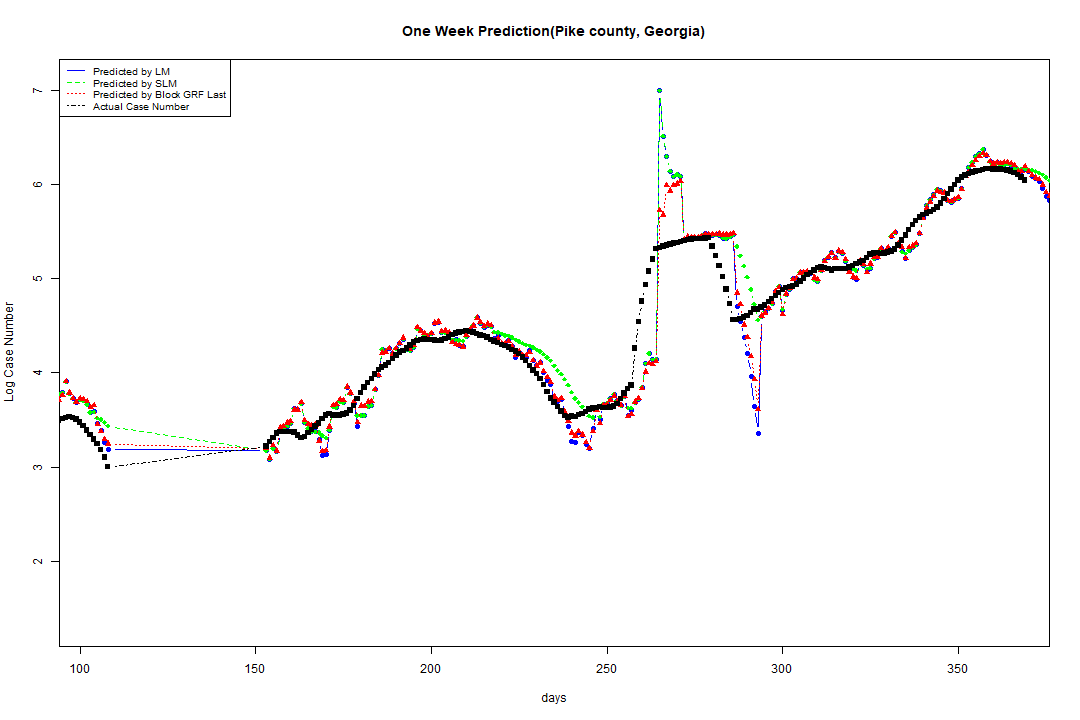 One Week Prediction(Pike county, Georgia)
Predicted by LM
Predicted by SLM
Predicted by Block GRF Last
Actual Case Number
7
6
5
4
3
2
Log Case Number
100 150 200 250 300 350
days